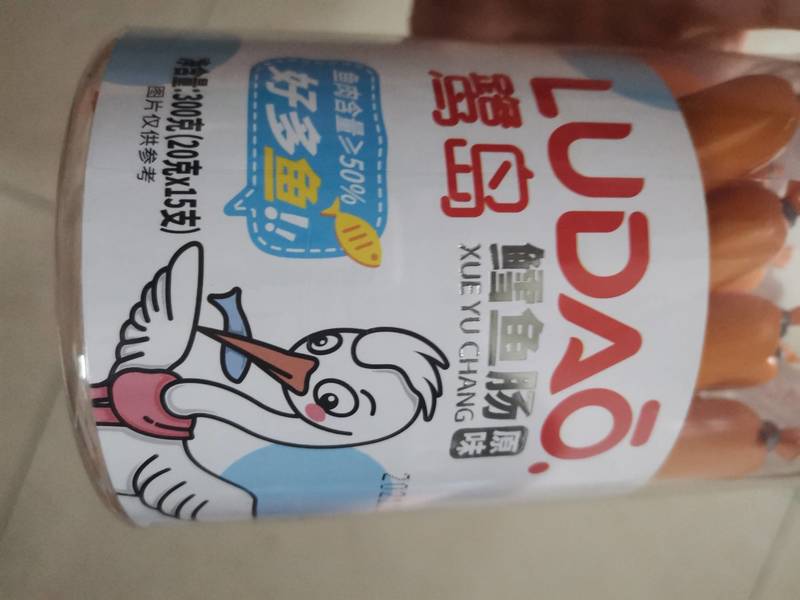 LUDAO
鹭岛
鳕鱼肠
原味
XUE YU CHANG
鱼肉含量≥50%
好多鱼!!
净含量:300克(20克x15支)
图片仅供参考